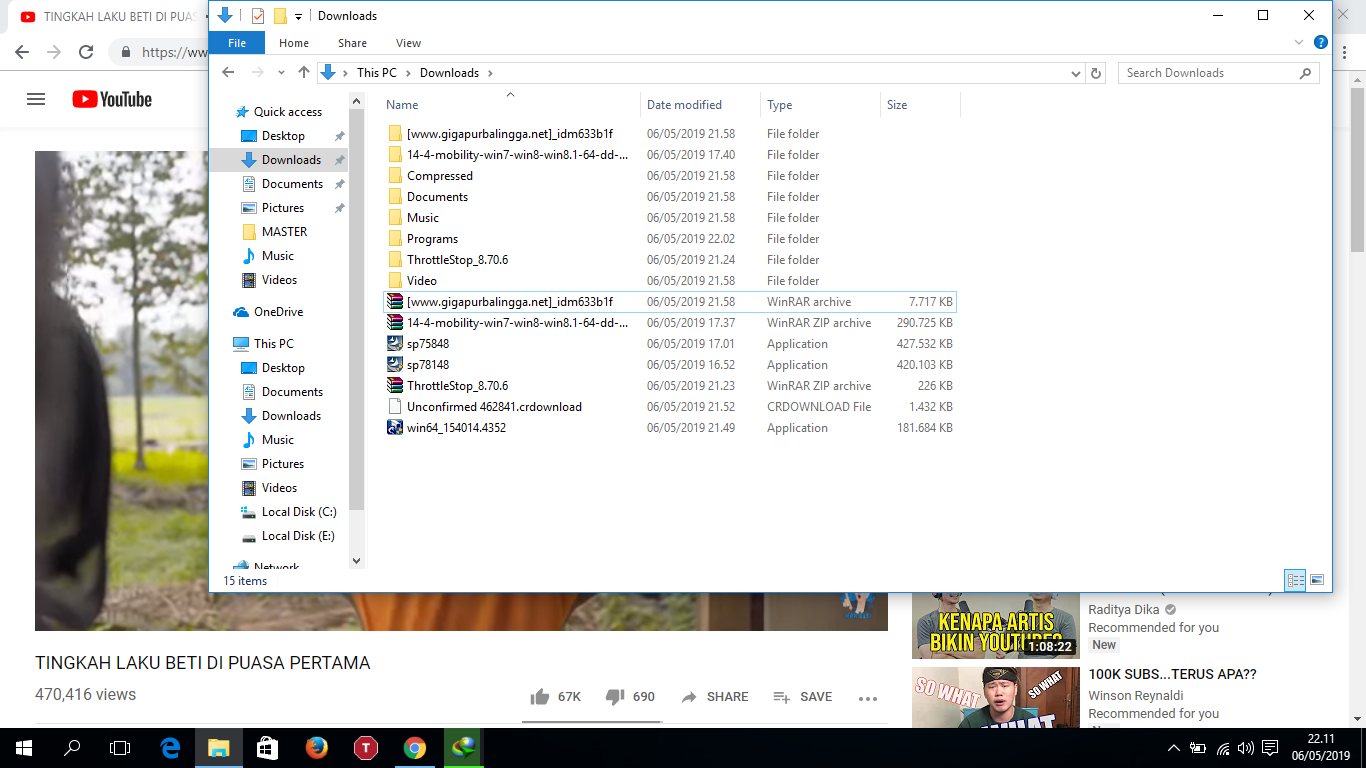 TINGKAH LAKU BETI DI PUAS
Downloads
File
Home
Share
View
https://ww
This PC
Downloads
Search Downloads
YouTube
Quick access
Desktop
Downloads
Documents
Pictures
MASTER
Music
Videos
OneDrive
This PC
Desktop
Documents
Downloads
Music
Pictures
Videos
Local Disk (C:)
Local Disk (E:)
Network
Name Date modified Type Size
[www.gigapurbalingga.net]_idm633b1f 06/05/2019 21.58 File folder
14-4-mobility-win7-win8-win8.1-64-dd-... 06/05/2019 17.40 File folder
Compressed 06/05/2019 21.58 File folder
Documents 06/05/2019 21.58 File folder
Music 06/05/2019 21.58 File folder
Programs 06/05/2019 22.02 File folder
ThrottleStop_8.70.6 06/05/2019 21.24 File folder
Video 06/05/2019 21.58 File folder
[www.gigapurbalingga.net]_idm633b1f 06/05/2019 21.58 WinRAR archive 7.717 KB
14-4-mobility-win7-win8-win8.1-64-dd-... 06/05/2019 17.37 WinRAR ZIP archive 290.725 KB
sp75848 06/05/2019 17.01 Application 427.532 KB
sp78148 06/05/2019 16.52 Application 420.103 KB
ThrottleStop_8.70.6 06/05/2019 21.23 WinRAR ZIP archive 226 KB
Unconfirmed 462841.crdownload 06/05/2019 21.52 CRDOWNLOAD File 1.432 KB
win64_154014.4352 06/05/2019 21.49 Application 181.684 KB
15 items
KENAPA ARTIS
BIKIN YOUTUBE?
1:08:22
Raditya Dika
Recommended for you
New
TINGKAH LAKU BETI DI PUASA PERTAMA
470,416 views
67K
690
SHARE
SAVE
SO WHAT
SO WHAT
WHAT
100K SUBS...TERUS APA??
Winson Reynaldi
Recommended for you
T
22.11
06/05/2019